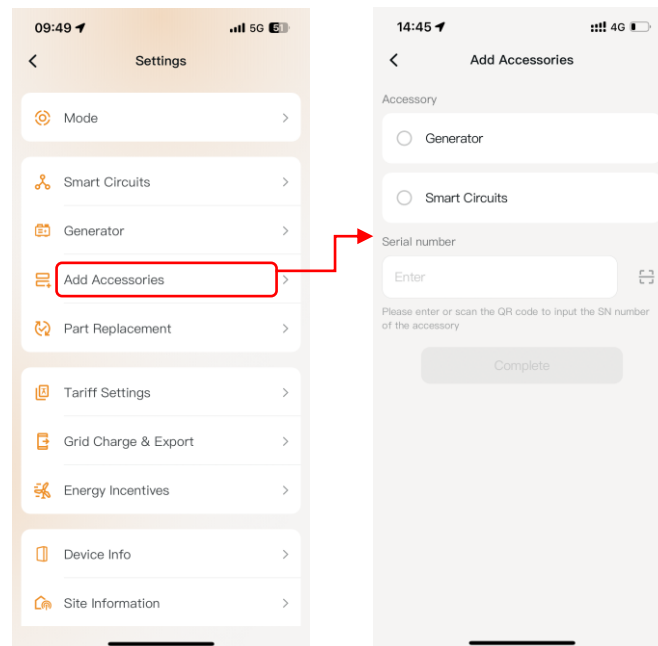 09:49
5G 51
Settings
Mode
Smart Circuits
Generator
Add Accessories
Part Replacement
Tariff Settings
Grid Charge & Export
Energy Incentives
Device Info
Site Information
14:45
4G
Add Accessories
Accessory
Generator
Smart Circuits
Serial number
Enter
Please enter or scan the QR code to input the SN number
of the accessory
Complete